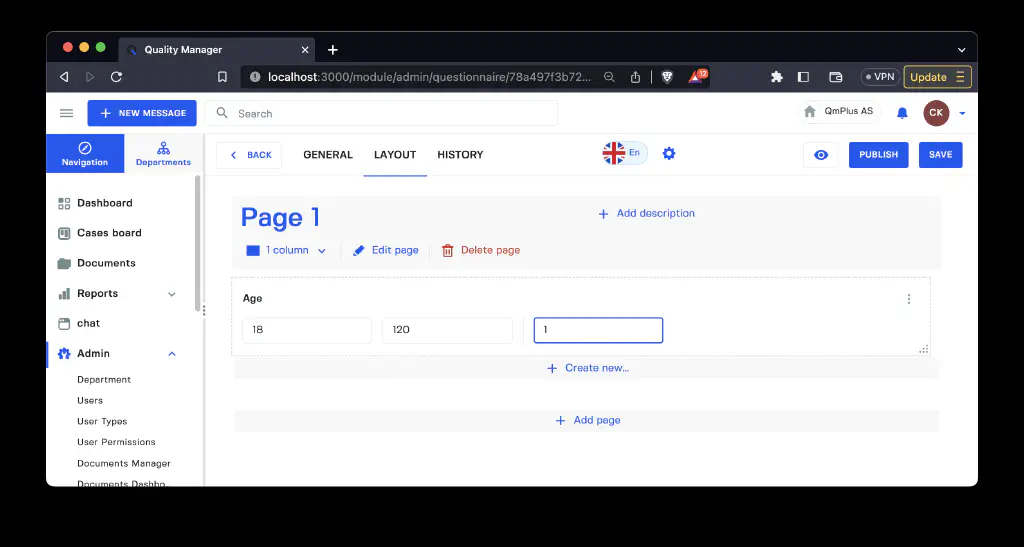 Quality Manager
localhost:3000/module/admin/questionnaire/78a497f3b72...
12
VPN
Update
NEW MESSAGE
Search
QmPlus AS
CK
Navigation
Departments
BACK
GENERAL
LAYOUT
HISTORY
En
PUBLISH
SAVE
Dashboard
Cases board
Documents
Reports
chat
Admin
Department
Users
User Types
User Permissions
Documents Manager
Documents Dashbo..
Page 1
Add description
1 column
Edit page
Delete page
Age
18
120
1
Create new...
Add page